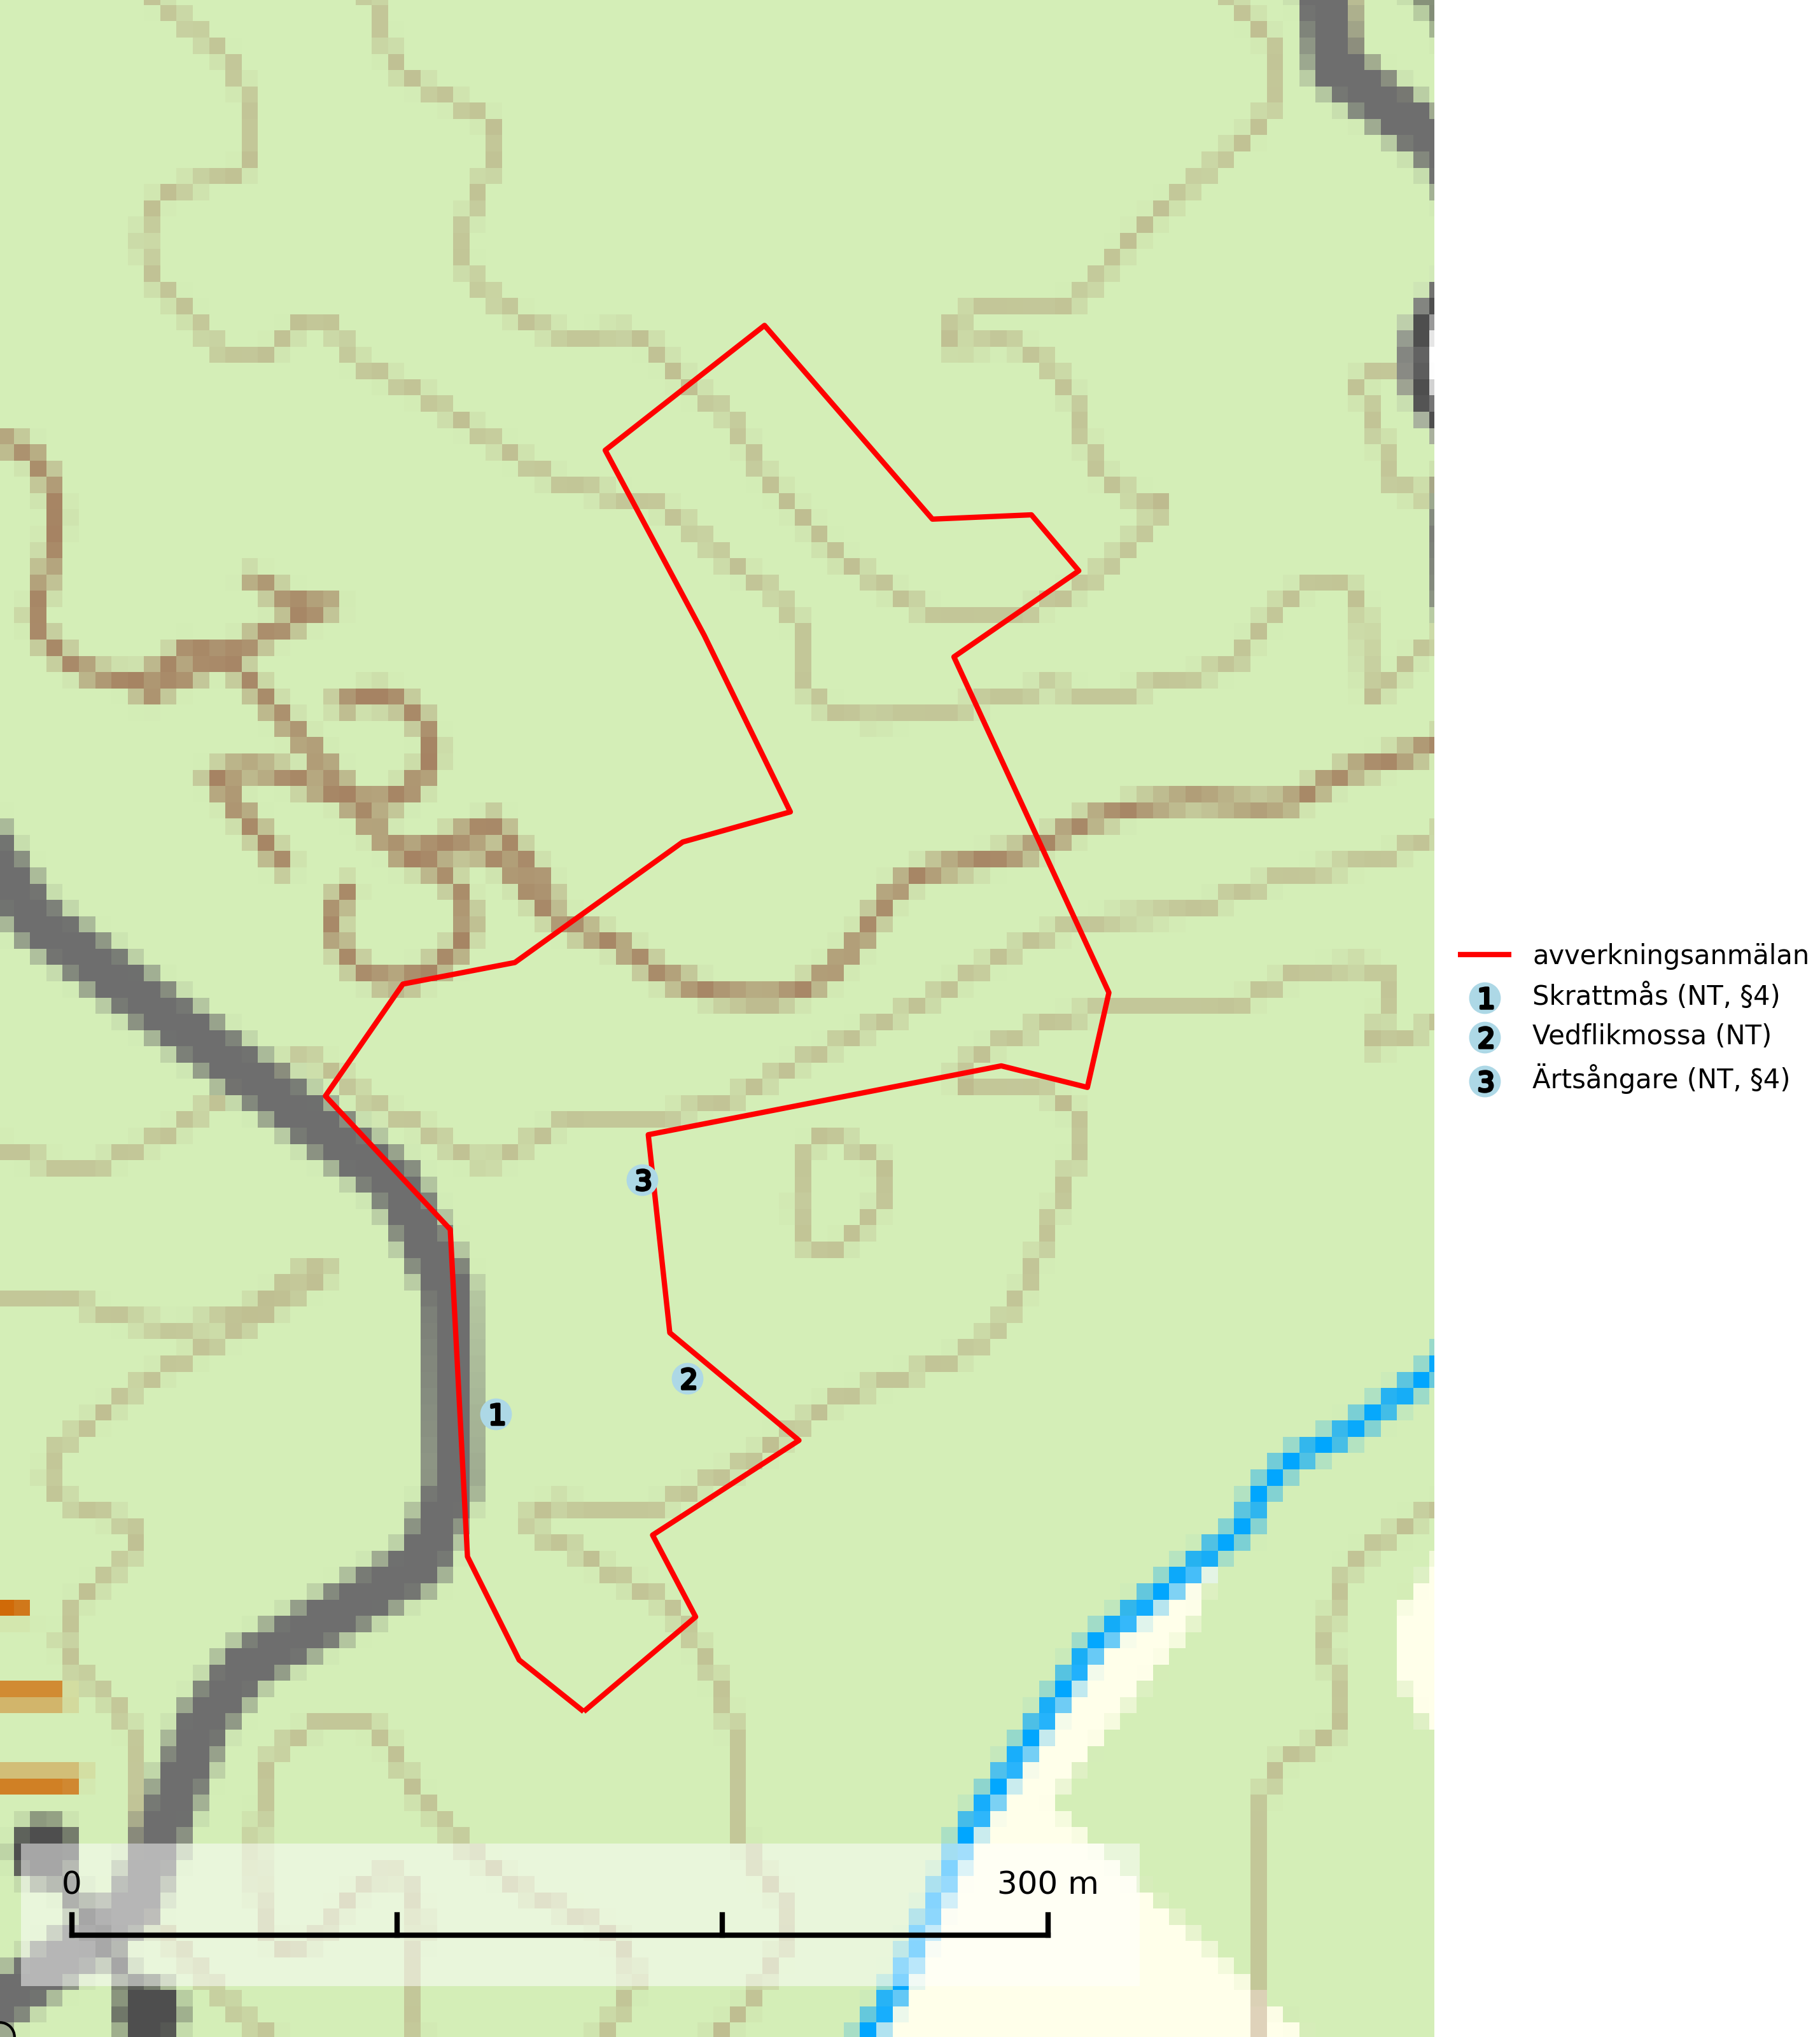 avverkningsanmälan
1 Skrattmås (NT, §4)
2 Vedflikmossa (NT)
3 Ärtsångare (NT, §4)
3
2
1
0 300 m